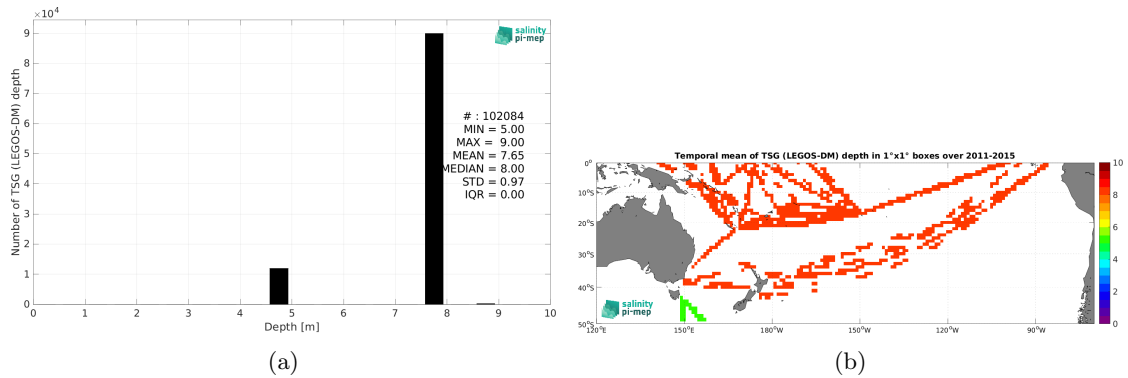 ×10⁴
9
8
7
6
5
4
3
2
1
0
Number of TSG (LEGOS-DM) depth
salinity
pi-mep
# : 102084
MIN = 5.00
MAX = 9.00
MEAN = 7.65
MEDIAN = 8.00
STD = 0.97
IQR = 0.00
0 1 2 3 4 5 6 7 8 9 10
Depth [m]
(a)
Temporal mean of TSG (LEGOS-DM) depth in 1°x1° boxes over 2011-2015
0°
10°S
20°S
30°S
40°S
50°S
salinity
pi-mep
120°E 150°E 180°W 150°W 120°W 90°W
10
8
6
4
2
0
(b)